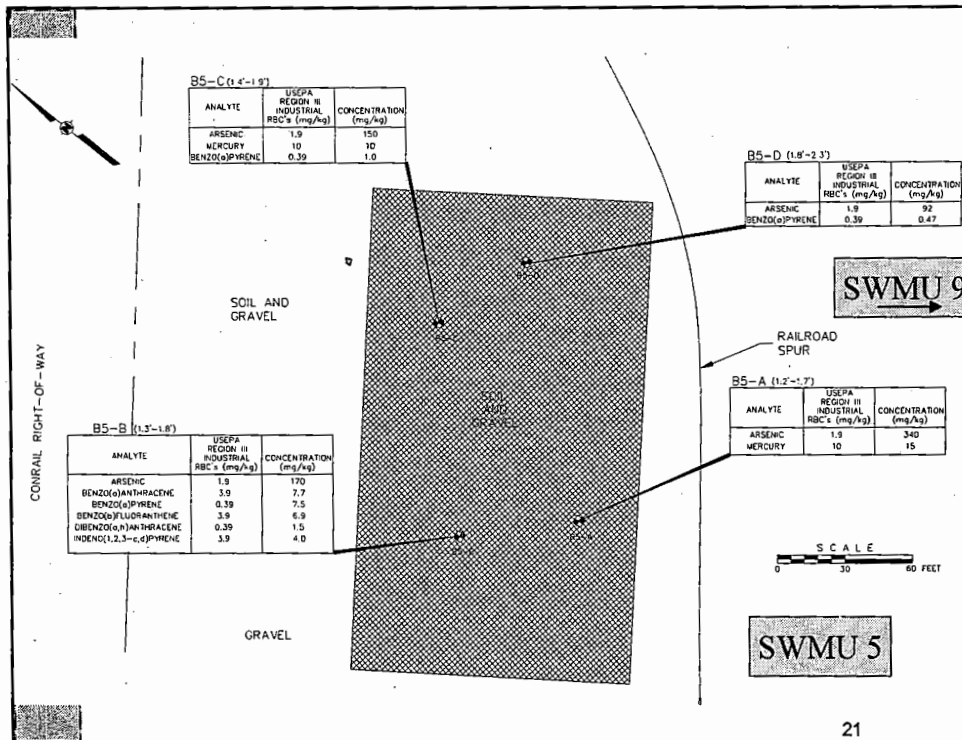 B5-C (1.4'-1.9')
ANALYTE USEPA REGION III INDUSTRIAL RBC's (mg/kg) CONCENTRATION (mg/kg)
ARSENIC 1.9 150
MERCURY 10 10
BENZO(a)PYRENE 0.39 1.0
B5-D (1.8'-2.3')
ANALYTE USEPA REGION III INDUSTRIAL RBC's (mg/kg) CONCENTRATION (mg/kg)
ARSENIC 1.9 92
BENZO(a)PYRENE 0.39 0.47
B5-D
SWMU 9
SOIL AND
GRAVEL
B5-C
RAILROAD
SPUR
CONRAIL RIGHT-OF-WAY
SOIL
AND
GRAVEL
B5-A (1.2'-1.7')
ANALYTE USEPA REGION III INDUSTRIAL RBC's (mg/kg) CONCENTRATION (mg/kg)
ARSENIC 1.9 340
MERCURY 10 15
B5-B (1.3'-1.8')
ANALYTE USEPA REGION III INDUSTRIAL RBC's (mg/kg) CONCENTRATION (mg/kg)
ARSENIC 1.9 170
BENZO(a)ANTHRACENE 3.9 7.7
BENZO(a)PYRENE 0.39 7.5
BENZO(b)FLUORANTHENE 3.9 6.9
DIBENZO(a,h)ANTHRACENE 0.39 1.5
INDENO(1,2,3-c,d)PYRENE 3.9 4.0
B5-B
B5-A
SCALE
0 30 60 FEET
GRAVEL
SWMU 5
21